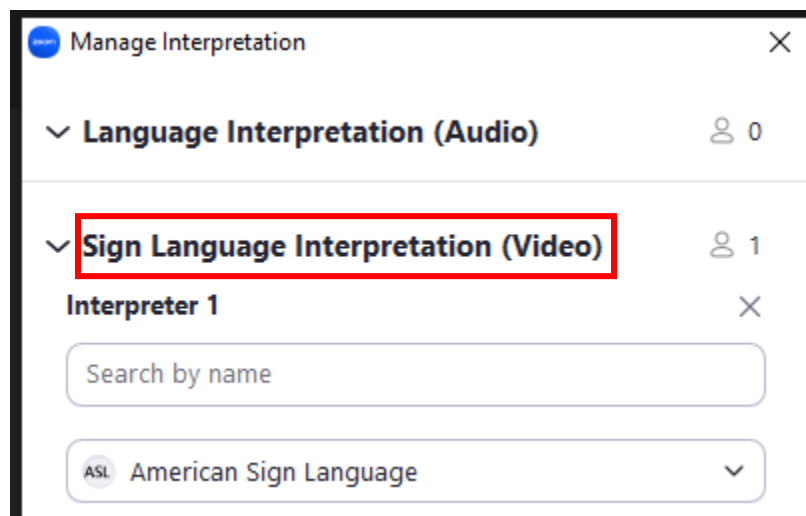 zoom Manage Interpretation
Language Interpretation (Audio) 0
Sign Language Interpretation (Video) 1
Interpreter 1
Search by name
ASL American Sign Language